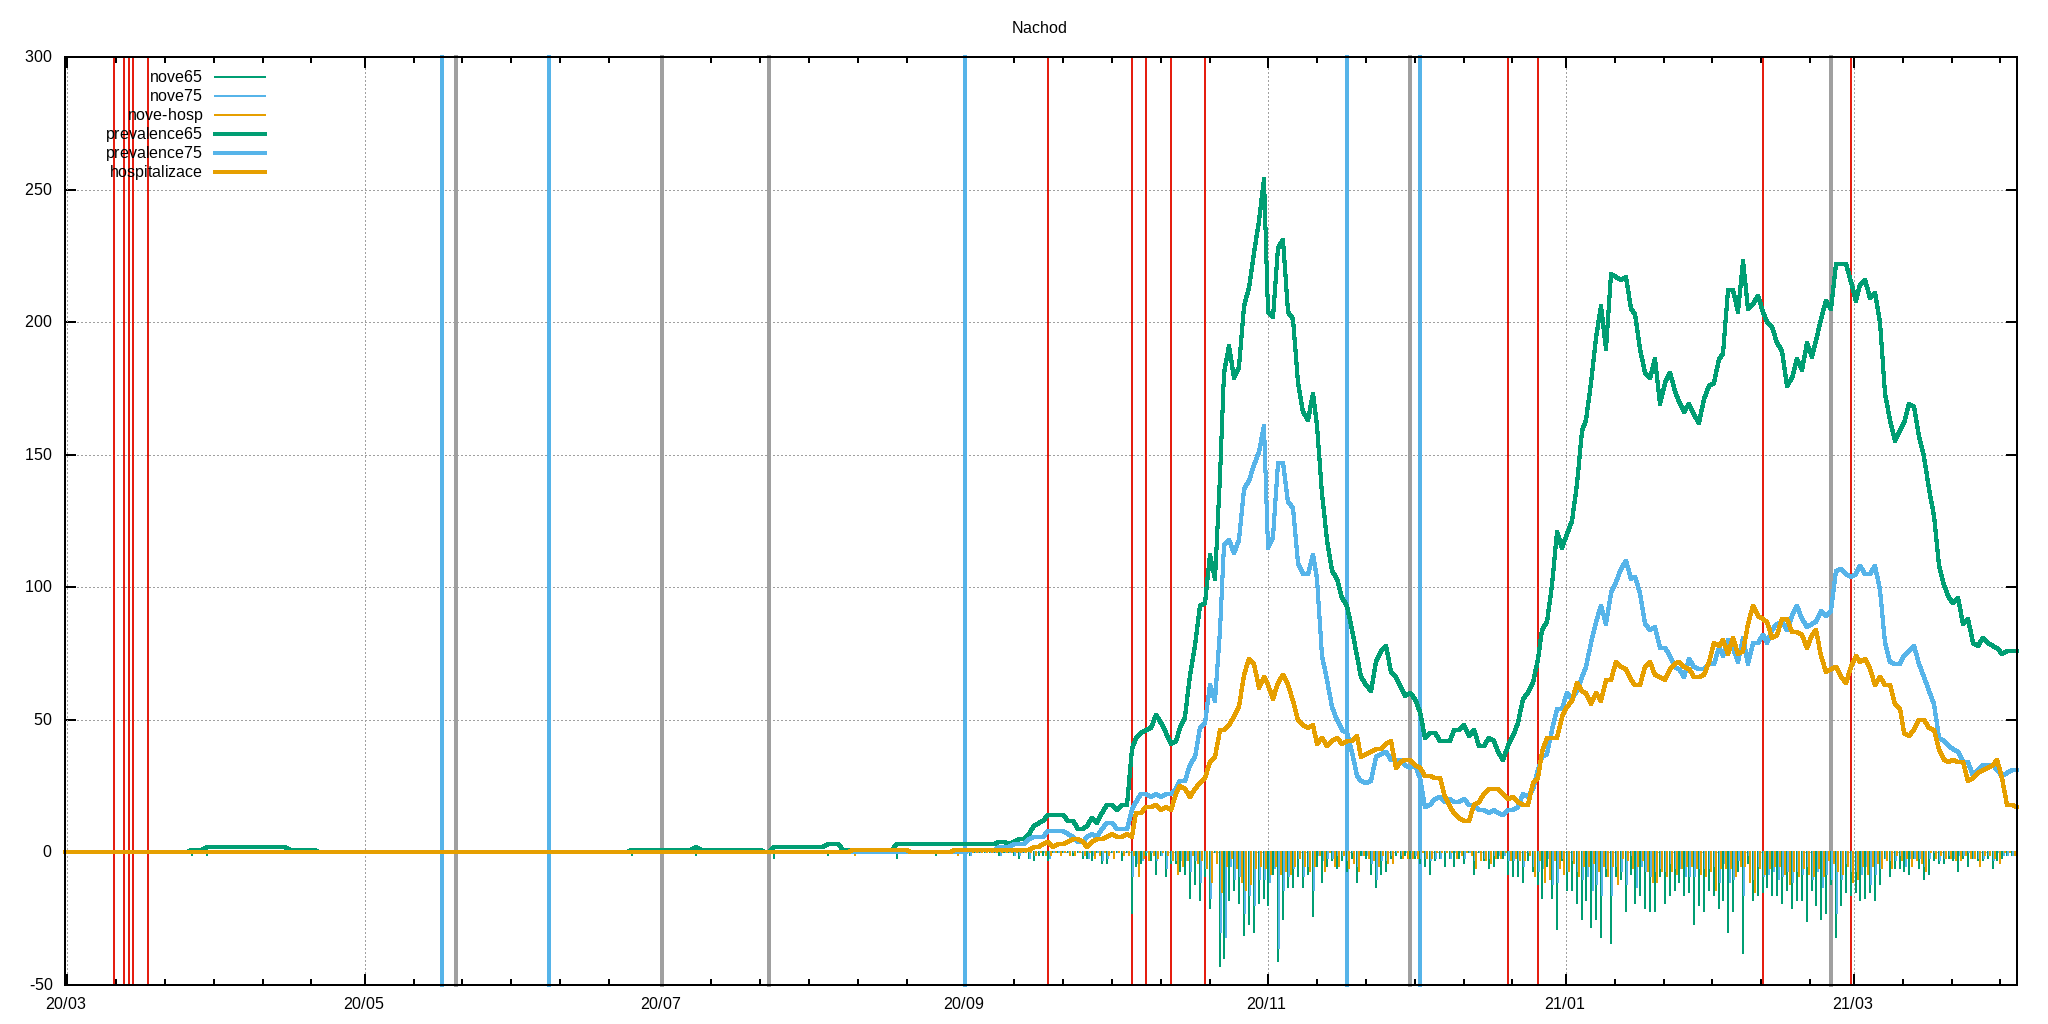 Nachod
300
250
200
150
100
50
0
-50
nove65
nove75
nove-hosp
prevalence65
prevalence75
hospitalizace
20/03 20/05 20/07 20/09 20/11 21/01 21/03